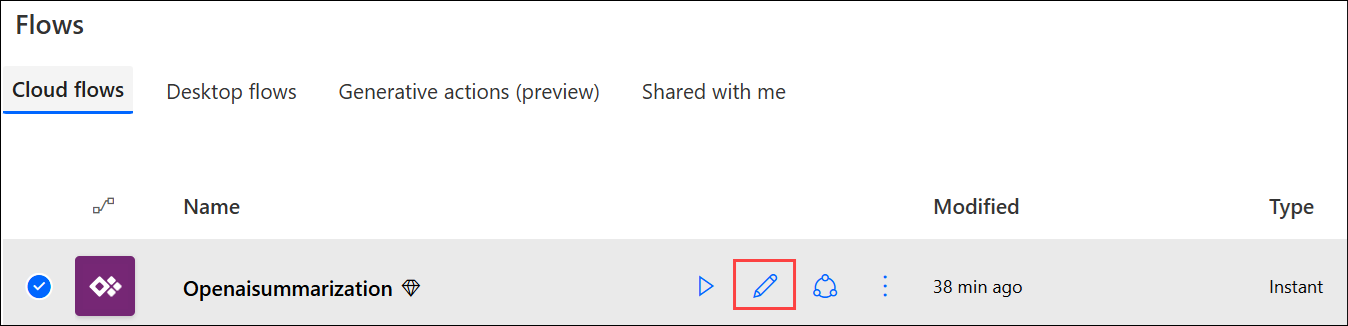 Flows
Cloud flows Desktop flows Generative actions (preview) Shared with me
Name Modified Type
Openaisummarization 38 min ago Instant